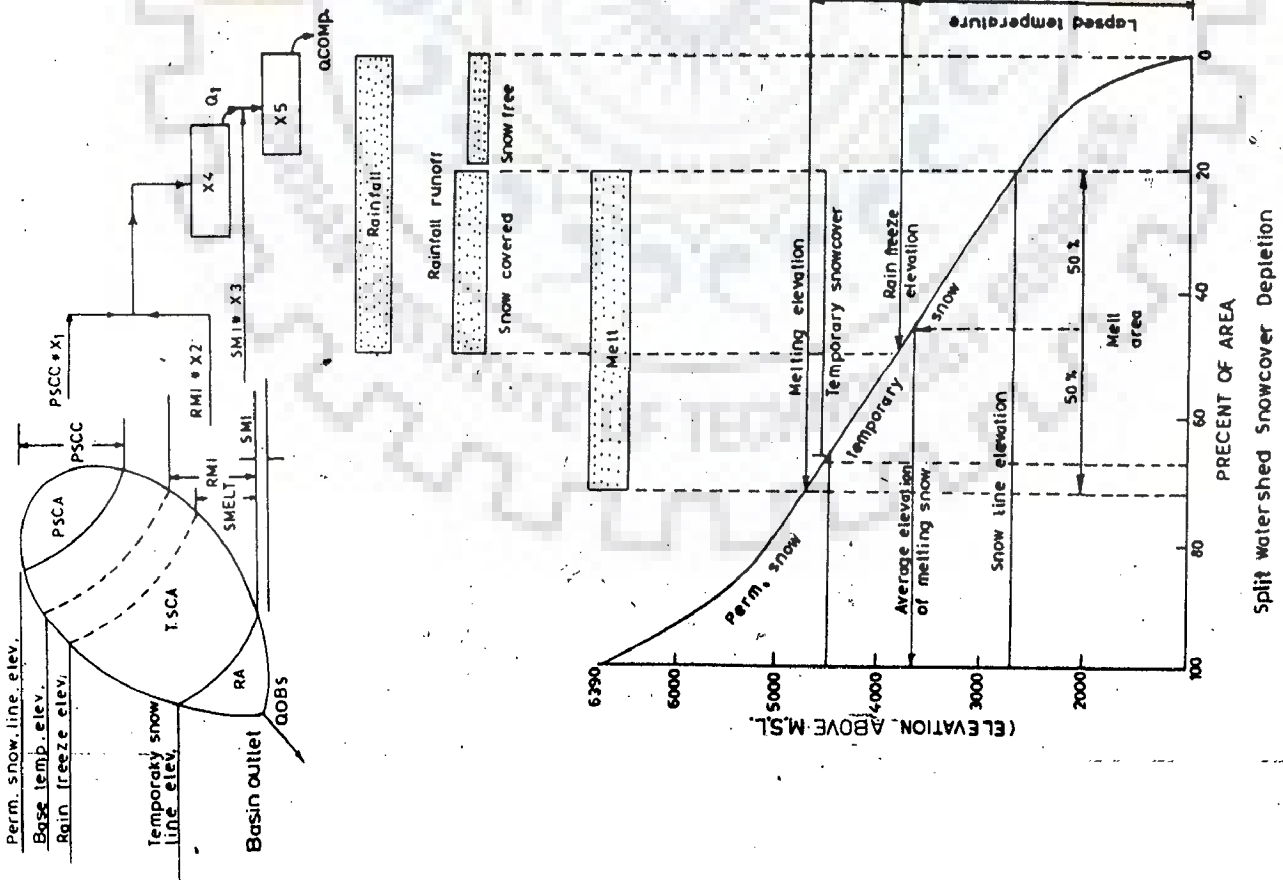 Perm. snow. line. elev.
Base temp. elev.
Rain freeze elev.
Temporaky snow
line elev.
Basin outlet
QOBS
RA
T.SCA
PSCA
PSCC
RMI
SMELT
SMI
PSCC * X1
RMI * X2
SMI * X3
X4
Q1
X5
QCOMP.
Rainfall
Rainfall runoff
Snow covered
Snow free
Melt
Melting elevation
Temporary snowcover
Rain freeze
elevation
Lapsed temperature
Perm. snow
temporary
snow
Average elevation
of melting snow
Snow line elevation
50 %
50 %
Mell
area
(ELEVATION ABOVE M.S.L.
6390
6000
5000
4000
3000
2000
100
80
60
40
20
0
PRECENT OF AREA
Split Watershed Snowcover Depletion